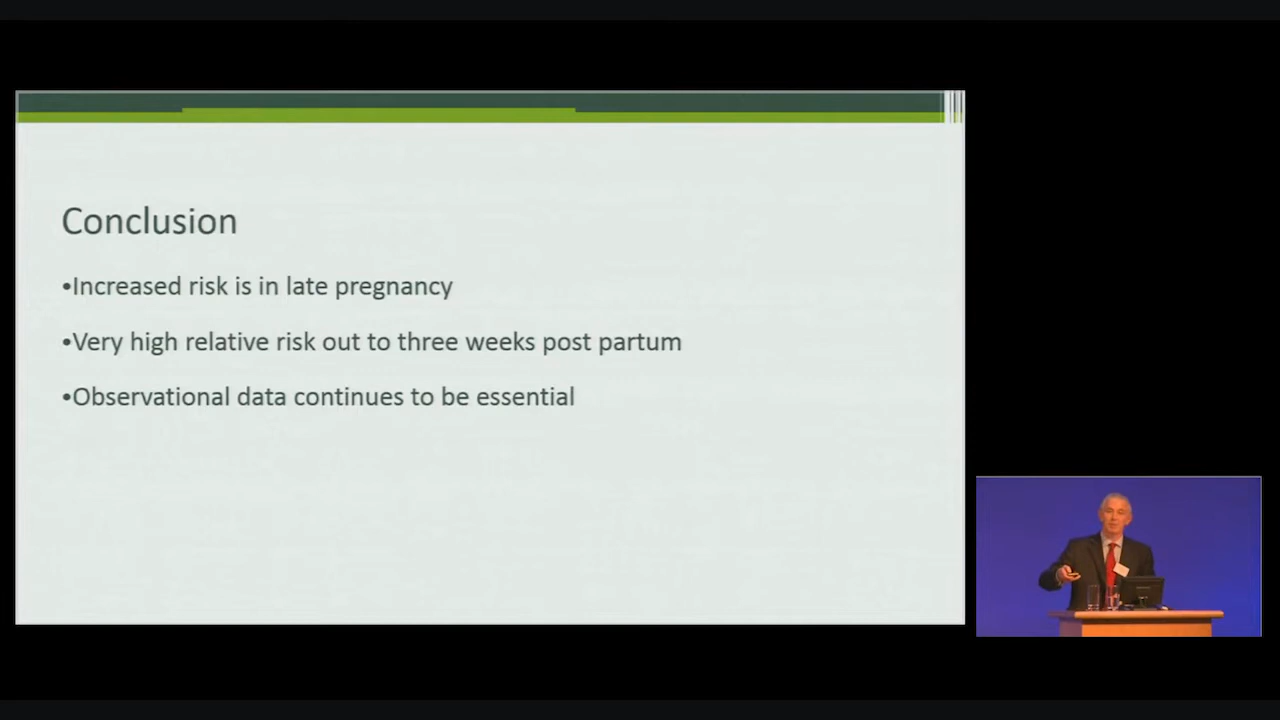 Conclusion
•Increased risk is in late pregnancy
•Very high relative risk out to three weeks post partum
•Observational data continues to be essential